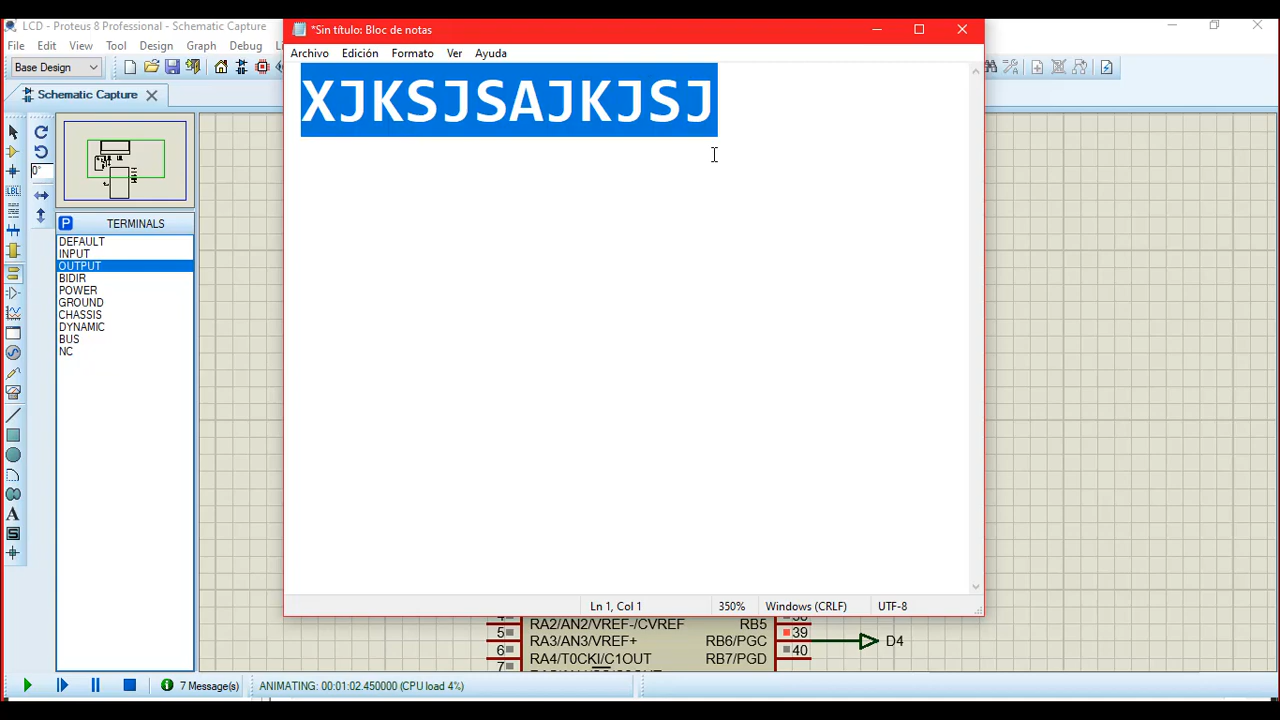 LCD - Proteus 8 Professional - Schematic Capture
File Edit View Tool Design Graph Debug
Base Design
Schematic Capture
0°
LBL
P TERMINALS
DEFAULT
INPUT
OUTPUT
BIDIR
POWER
GROUND
CHASSIS
DYNAMIC
BUS
NC
A
S
*Sin título: Bloc de notas
Archivo Edición Formato Ver Ayuda
XJKSJSAJKJSJ
Ln 1, Col 1 350% Windows (CRLF) UTF-8
RA2/AN2/VREF-/CVREF RB5
5 RA3/AN3/VREF+ RB6/PGC 39 D4
6 RA4/T0CKI/C1OUT RB7/PGD 40
7
7 Message(s) ANIMATING: 00:01:02.450000 (CPU load 4%)